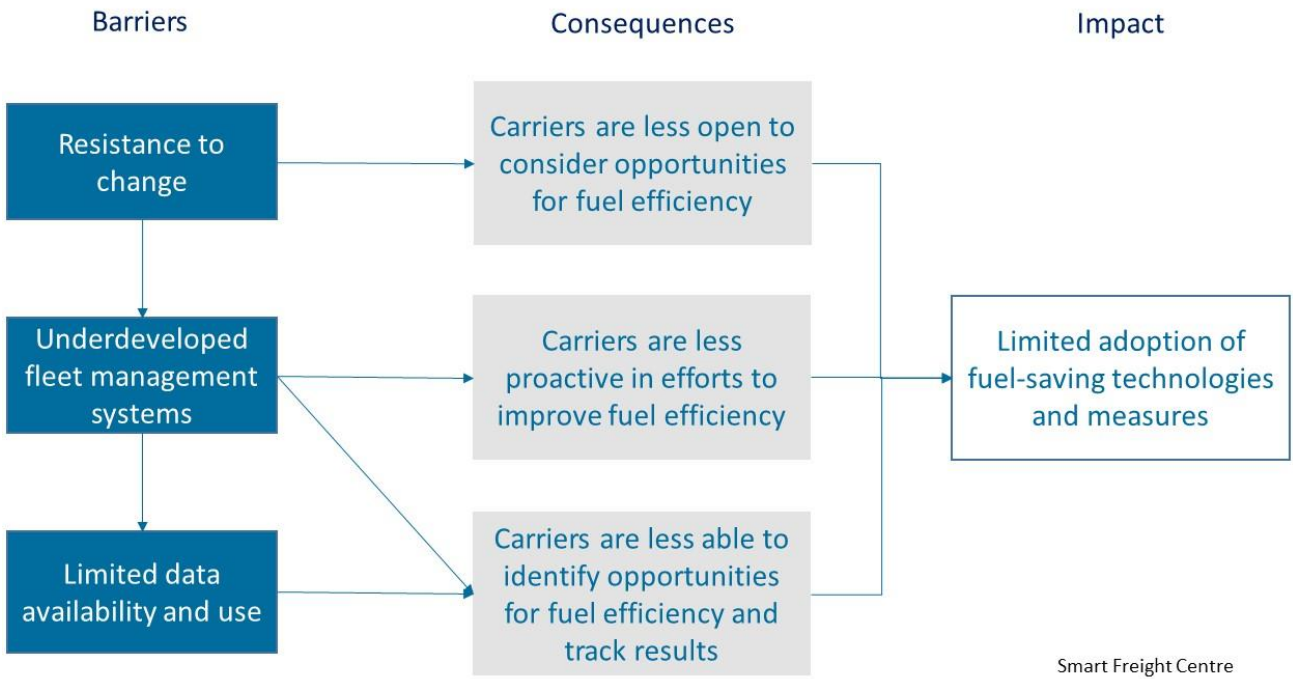 Barriers
Consequences
Impact
Resistance to
change
Carriers are less open to
consider opportunities
for fuel efficiency
Underdeveloped
fleet management
systems
Carriers are less
proactive in efforts to
improve fuel efficiency
Limited adoption of
fuel-saving technologies
and measures
Limited data
availability and use
Carriers are less able to
identify opportunities
for fuel efficiency and
track results
Smart Freight Centre